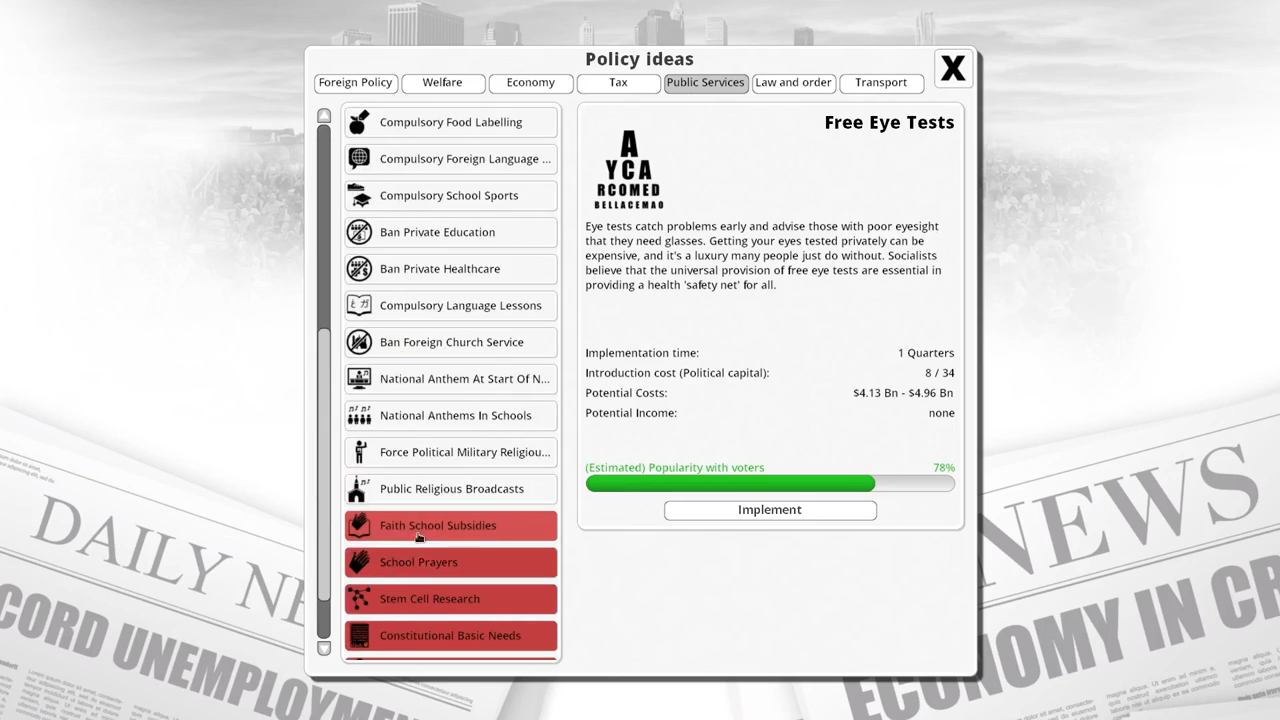 Policy ideas
X
Foreign Policy
Welfare
Economy
Tax
Public Services
Law and order
Transport
Compulsory Food Labelling
Compulsory Foreign Language ...
Compulsory School Sports
Ban Private Education
Ban Private Healthcare
Compulsory Language Lessons
Ban Foreign Church Service
National Anthem At Start Of N...
National Anthems In Schools
Force Political Military Religiou...
Public Religious Broadcasts
Faith School Subsidies
School Prayers
Stem Cell Research
Constitutional Basic Needs
Free Eye Tests
A
YCA
RCOMED
BELLACEMAO
Eye tests catch problems early and advise those with poor eyesight
that they need glasses. Getting your eyes tested privately can be
expensive, and it's a luxury many people just do without. Socialists
believe that the universal provision of free eye tests are essential in
providing a health 'safety net' for all.
Implementation time: 1 Quarters
Introduction cost (Political capital): 8 / 34
Potential Costs: $4.13 Bn - $4.96 Bn
Potential Income: none
(Estimated) Popularity with voters 78%
Implement
DAILY NE
CORD UNEMPLOYM
NEWS
ECONOMY IN CR